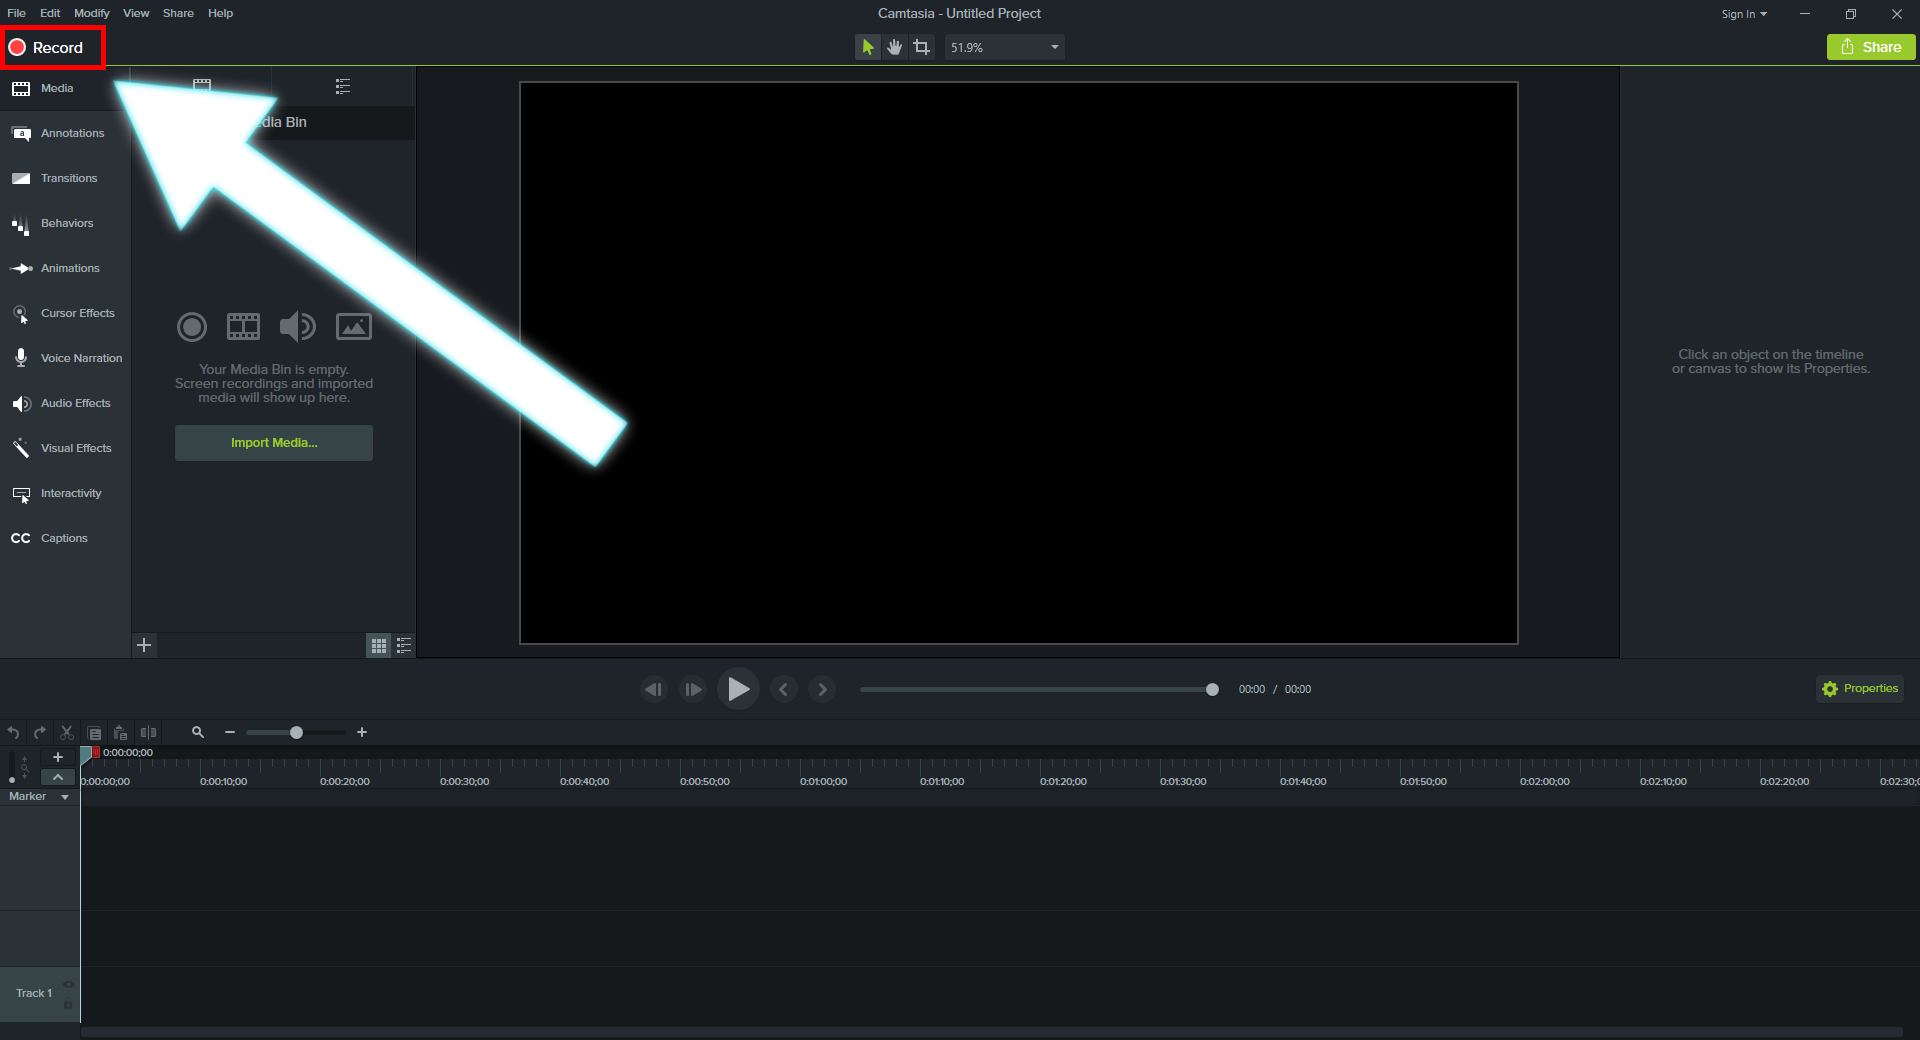 File Edit Modify View Share Help
Camtasia - Untitled Project
Sign In
Record
51.9%
Share
Media
Annotations
Transitions
Behaviors
Animations
Cursor Effects
Voice Narration
Audio Effects
Visual Effects
Interactivity
CC Captions
Bin
Your Media Bin is empty.
Screen recordings and imported
media will show up here.
Import Media...
Click an object on the timeline
or canvas to show its Properties.
00:00 / 00:00
Properties
0:00:00;00
0:00:00;00 0:00:10;00 0:00:20;00 0:00:30;00 0:00:40;00 0:00:50;00 0:01:00;00 0:01:10;00 0:01:20;00 0:01:30;00 0:01:40;00 0:01:50;00 0:02:00;00 0:02:10;00 0:02:20;00
Marker
Track 1